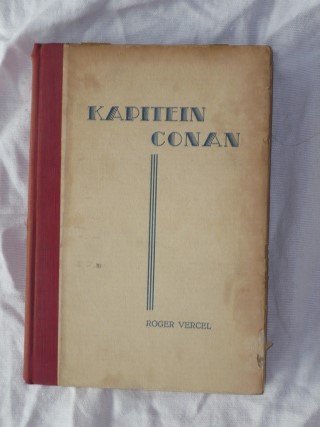 KAPITEIN
CONAN
ROGER VERCEL